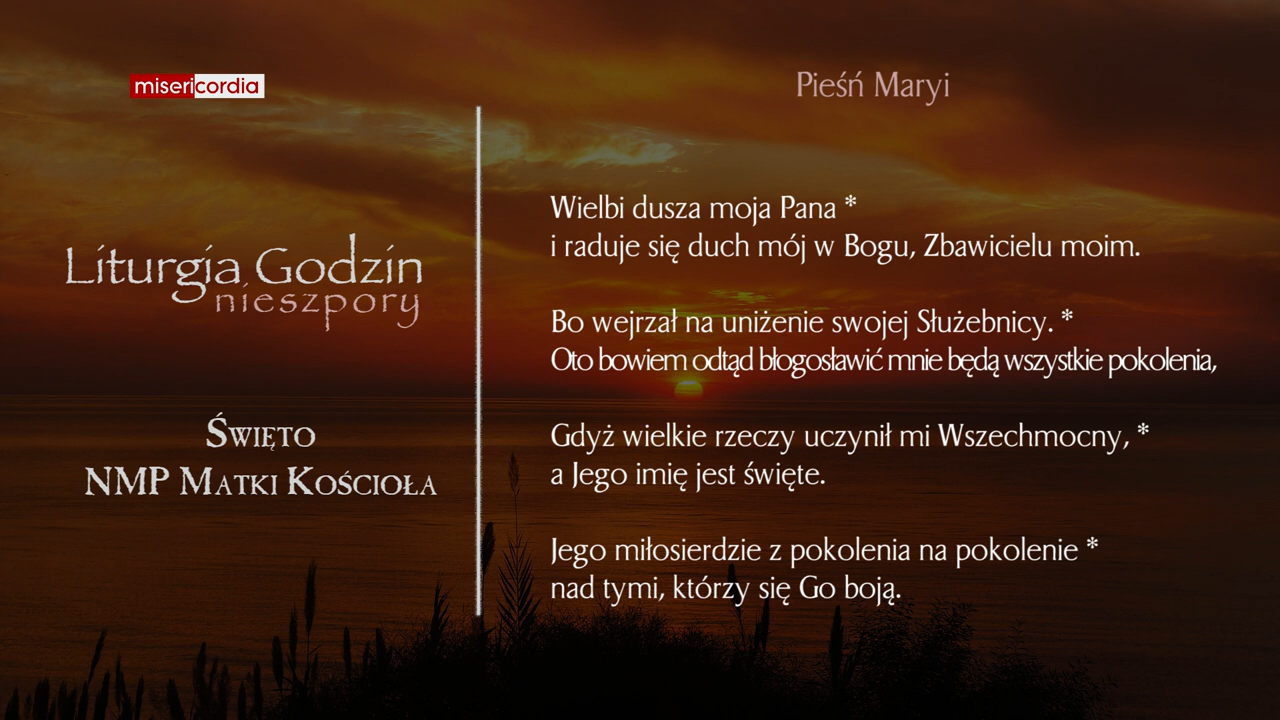 misericordia
Liturgia Godzin
nieszpory
Święto
NMP Matki Kościoła
Pieśń Maryi
Wielbi dusza moja Pana *
i raduje się duch mój w Bogu, Zbawicielu moim.
Bo wejrzał na uniżenie swojej Służebnicy. *
Oto bowiem odtąd błogosławić mnie będą wszystkie pokolenia,
Gdyż wielkie rzeczy uczynił mi Wszechmocny, *
a Jego imię jest święte.
Jego miłosierdzie z pokolenia na pokolenie *
nad tymi, którzy się Go boją.